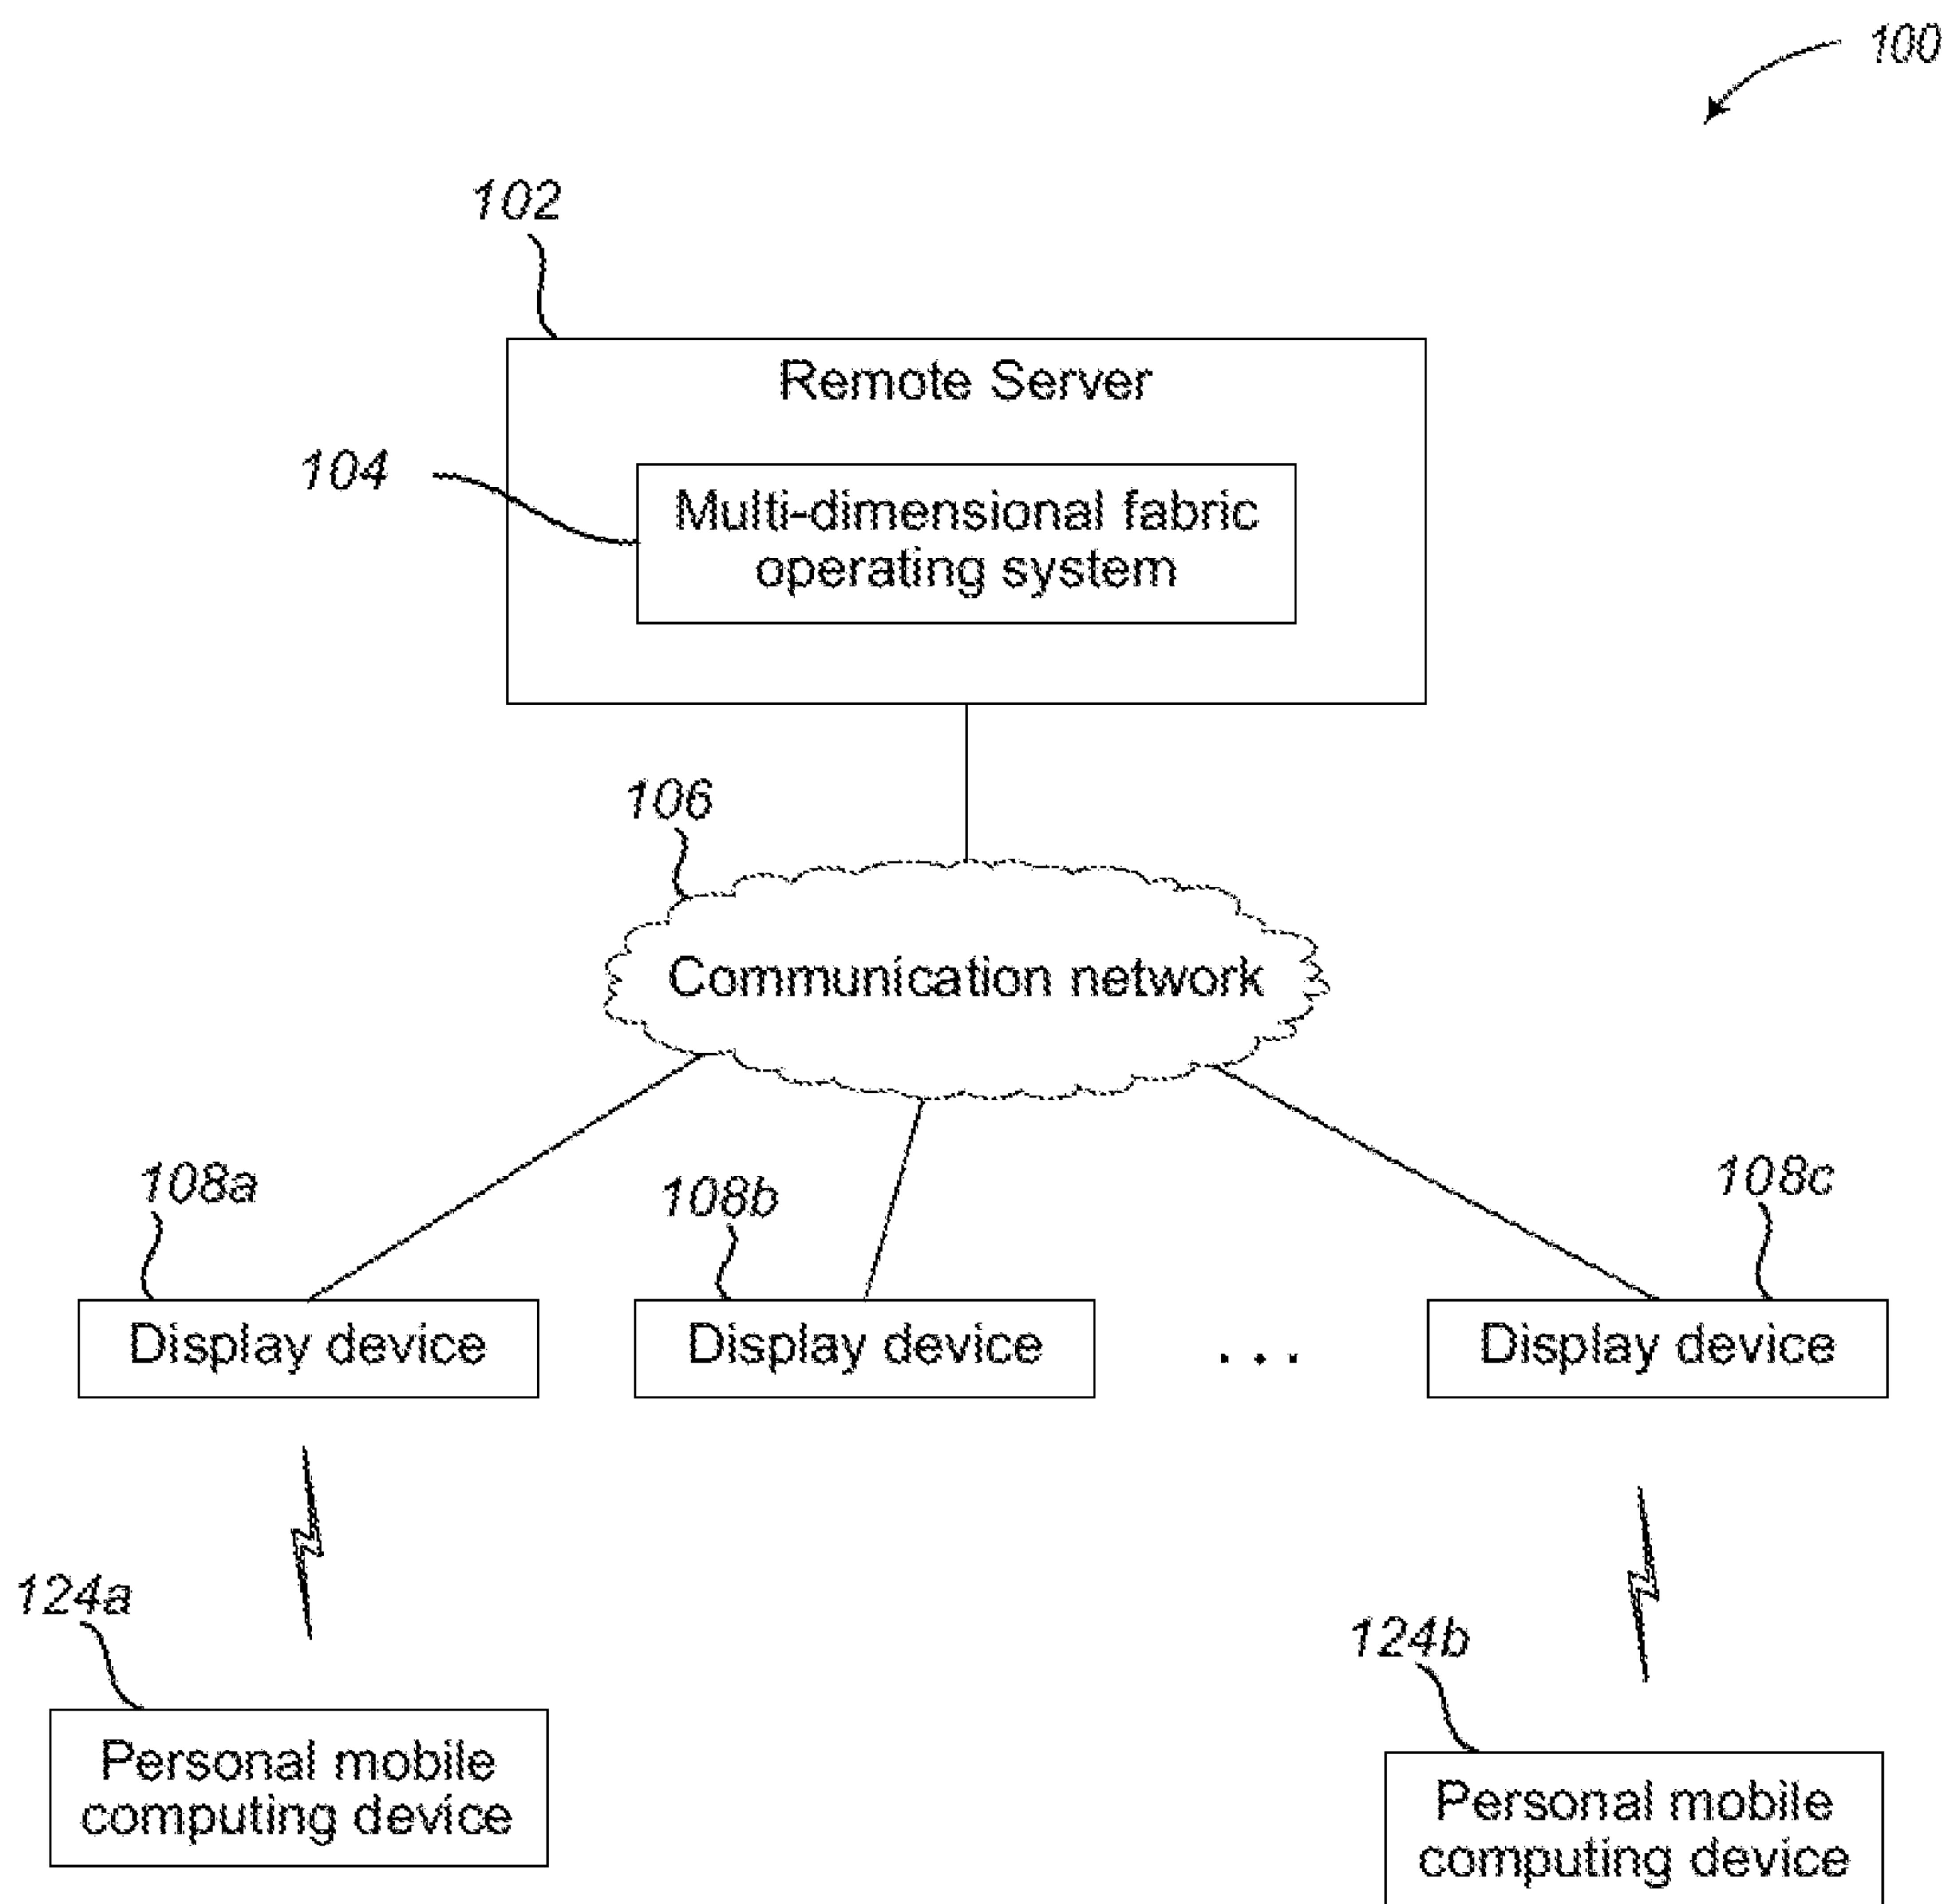 100
102
Remote Server
104
Multi-dimensional fabric
operating system
106
Communication network
108a
108b
108c
Display device
Display device
. . .
Display device
124a
124b
Personal mobile
computing device
Personal mobile
computing device